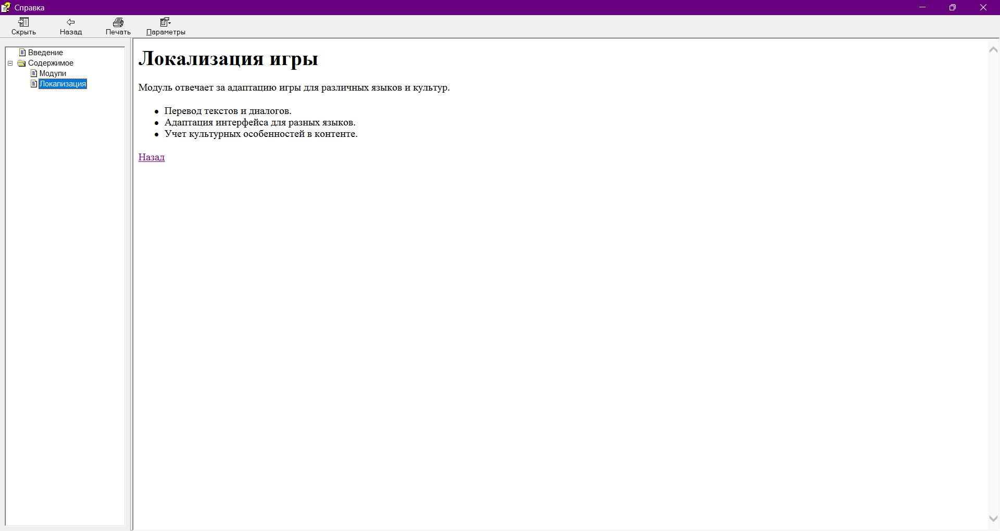 Справка
Скрыть
Назад
Печать
Параметры
Введение
Содержимое
Модули
Локализация
Локализация игры
Модуль отвечает за адаптацию игры для различных языков и культур.
Перевод текстов и диалогов.
Адаптация интерфейса для разных языков.
Учет культурных особенностей в контенте.
Назад